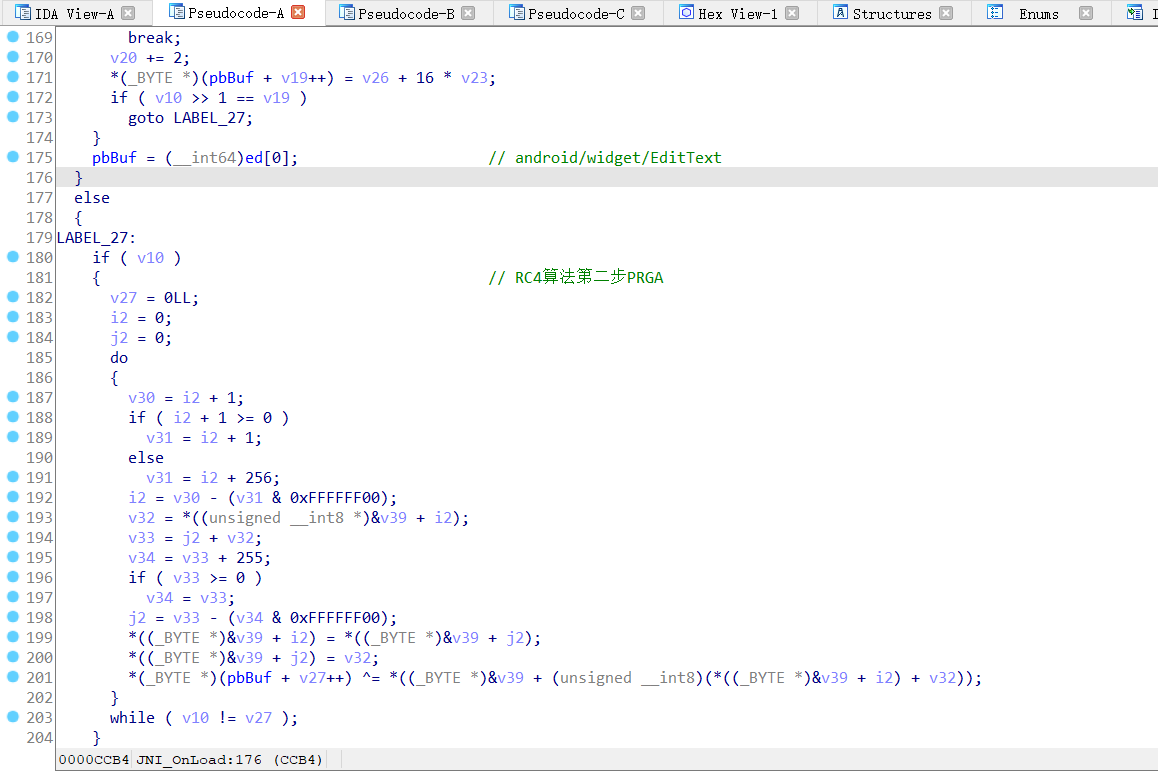 IDA View-A Pseudocode-A Pseudocode-B Pseudocode-C Hex View-1 Structures Enums
169 break;
170 v20 += 2;
171 *(_BYTE *)(pbBuf + v19++) = v26 + 16 * v23;
172 if ( v10 >> 1 == v19 )
173 goto LABEL_27;
174 }
175 pbBuf = (__int64)ed[0]; // android/widget/EditText
176 }
177 else
178 {
179 LABEL_27:
180 if ( v10 )
181 { // RC4算法第二步PRGA
182 v27 = 0LL;
183 i2 = 0;
184 j2 = 0;
185 do
186 {
187 v30 = i2 + 1;
188 if ( i2 + 1 >= 0 )
189 v31 = i2 + 1;
190 else
191 v31 = i2 + 256;
192 i2 = v30 - (v31 & 0xFFFFFF00);
193 v32 = *((unsigned __int8 *)&v39 + i2);
194 v33 = j2 + v32;
195 v34 = v33 + 255;
196 if ( v33 >= 0 )
197 v34 = v33;
198 j2 = v33 - (v34 & 0xFFFFFF00);
199 *((_BYTE *)&v39 + i2) = *((_BYTE *)&v39 + j2);
200 *((_BYTE *)&v39 + j2) = v32;
201 *(_BYTE *)(pbBuf + v27++) ^= *((_BYTE *)&v39 + (unsigned __int8)(*((_BYTE *)&v39 + i2) + v32));
202 }
203 while ( v10 != v27 );
204 }
0000CCB4 JNI_OnLoad:176 (CCB4)